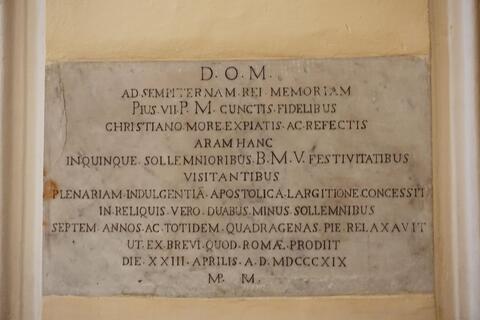 D. O. M.
AD SEMPITERNAM REI MEMORIAM
PIUS VII P. M. CUNCTIS FIDELIBUS
CHRISTIANO MORE EXPIATIS AC REFECTIS
ARAM HANC
IN QUINQUE SOLLEMNIORIBUS B. M. V. FESTIVITATIBUS
VISITANTIBUS
PLENARIAM INDULGENTIÃ APOSTOLICA LARGITIONE CONCESSIT
IN RELIQUIS VERO DUABUS MINUS SOLLEMNIBUS
SEPTEM ANNOS AC TOTIDEM QUADRAGENAS PIE RELAXAVIT
UT EX BREVI QUOD ROMÆ PRODIIT
DIE XXIII APRILIS A. D. MDCCCXIX
M. M.